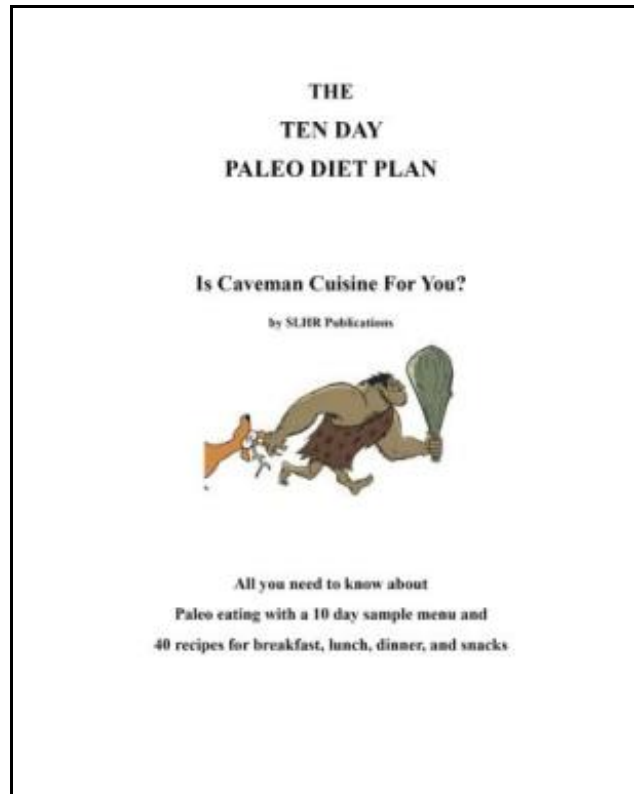 THE
TEN DAY
PALEO DIET PLAN
Is Caveman Cuisine For You?
by SLHR Publications
All you need to know about
Paleo eating with a 10 day sample menu and
40 recipes for breakfast, lunch, dinner, and snacks